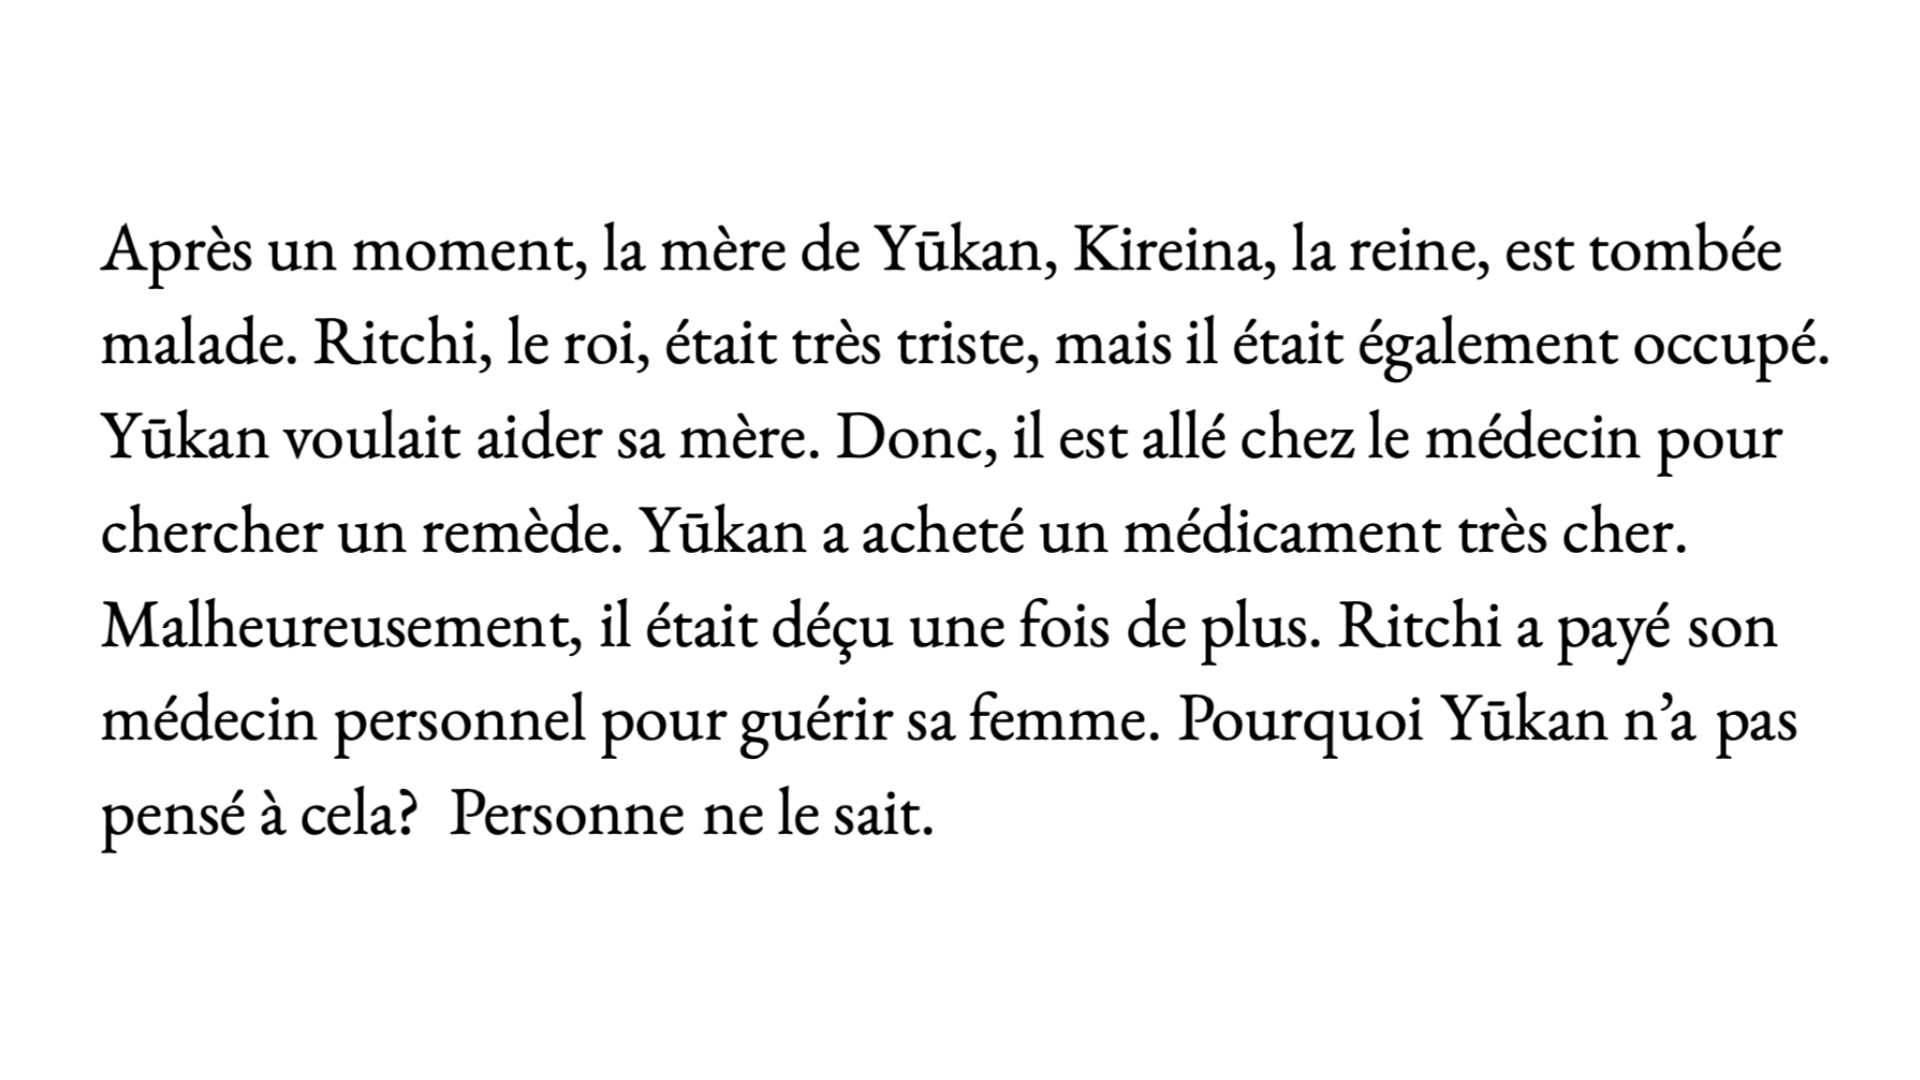 Après un moment, la mère de Yūkan, Kireina, la reine, est tombée
malade. Ritchi, le roi, était très triste, mais il était également occupé.
Yūkan voulait aider sa mère. Donc, il est allé chez le médecin pour
chercher un remède. Yūkan a acheté un médicament très cher.
Malheureusement, il était déçu une fois de plus. Ritchi a payé son
médecin personnel pour guérir sa femme. Pourquoi Yūkan n’a pas
pensé à cela?  Personne ne le sait.